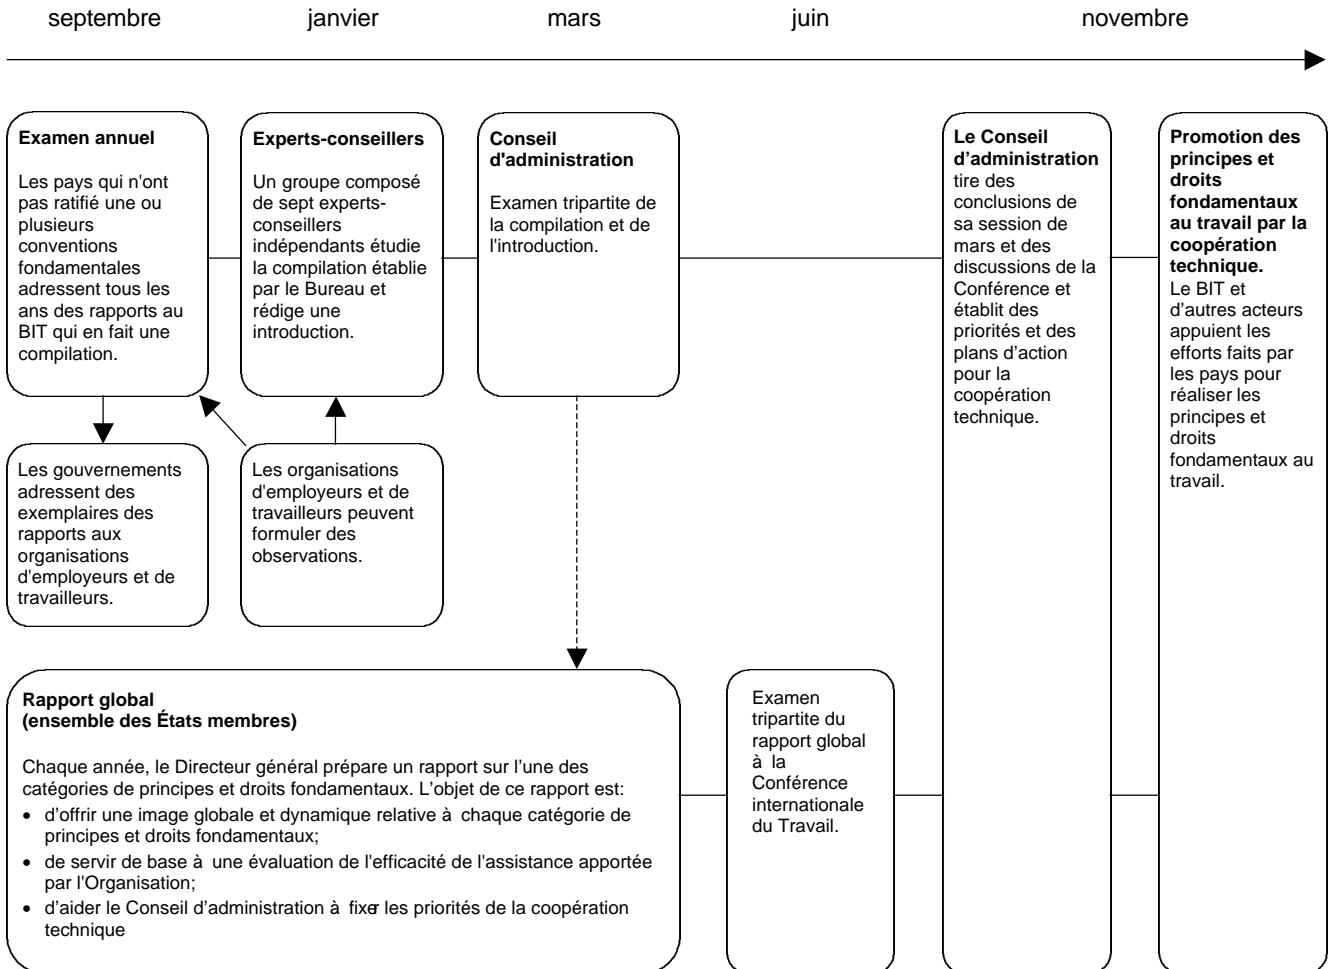 septembre
janvier
mars
juin
novembre
Examen annuel
Les pays qui n'ont
pas ratifié une ou
plusieurs
conventions
fondamentales
adressent tous les
ans des rapports au
BIT qui en fait une
compilation.
Experts-conseillers
Un groupe composé
de sept experts-
conseillers
indépendants étudie
la compilation établie
par le Bureau et
rédige une
introduction.
Conseil
d'administration
Examen tripartite de
la compilation et de
l'introduction.
Le Conseil
d’administration
tire des
conclusions de
sa session de
mars et des
discussions de la
Conférence et
établit des
priorités et des
plans d’action
pour la
coopération
technique.
Promotion des
principes et
droits
fondamentaux
au travail par la
coopération
technique.
Le BIT et
d’autres acteurs
appuient les
efforts faits par
les pays pour
réaliser les
principes et
droits
fondamentaux au
travail.
Les gouvernements
adressent des
exemplaires des
rapports aux
organisations
d'employeurs et de
travailleurs.
Les organisations
d'employeurs et de
travailleurs peuvent
formuler des
observations.
Rapport global
(ensemble des États membres)
Chaque année, le Directeur général prépare un rapport sur l’une des
catégories de principes et droits fondamentaux. L’objet de ce rapport est:
• d’offrir une image globale et dynamique relative à chaque catégorie de
principes et droits fondamentaux;
• de servir de base à une évaluation de l'efficacité de l'assistance apportée
par l'Organisation;
• d’aider le Conseil d’administration à fixer les priorités de la coopération
technique
Examen
tripartite du
rapport global
à la
Conférence
internationale
du Travail.